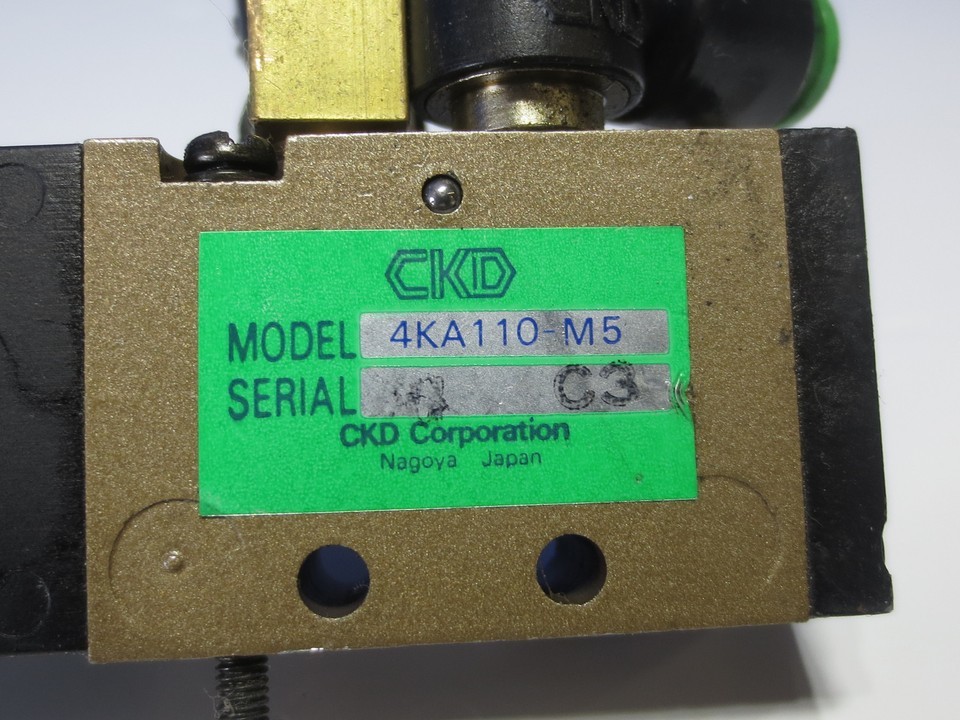 CKD
MODEL 4KA110-M5
SERIAL C3
CKD Corporation
Nagoya Japan